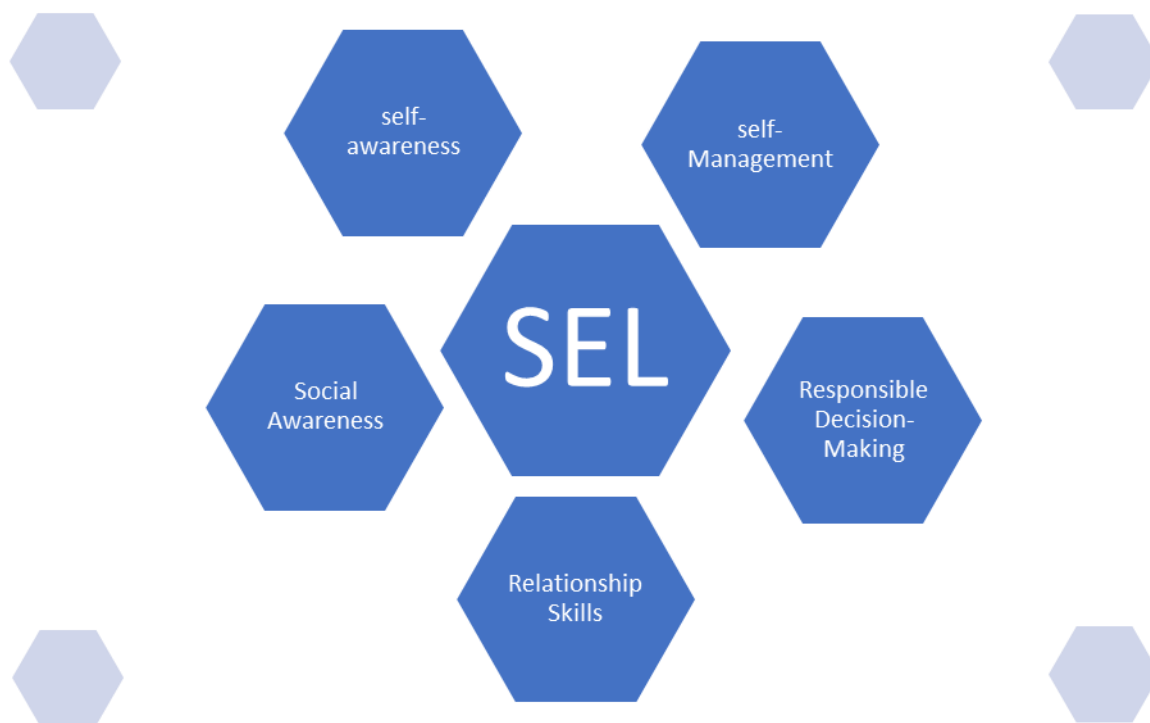 self-
awareness
self-
Management
SEL
Social
Awareness
Responsible
Decision-
Making
Relationship
Skills